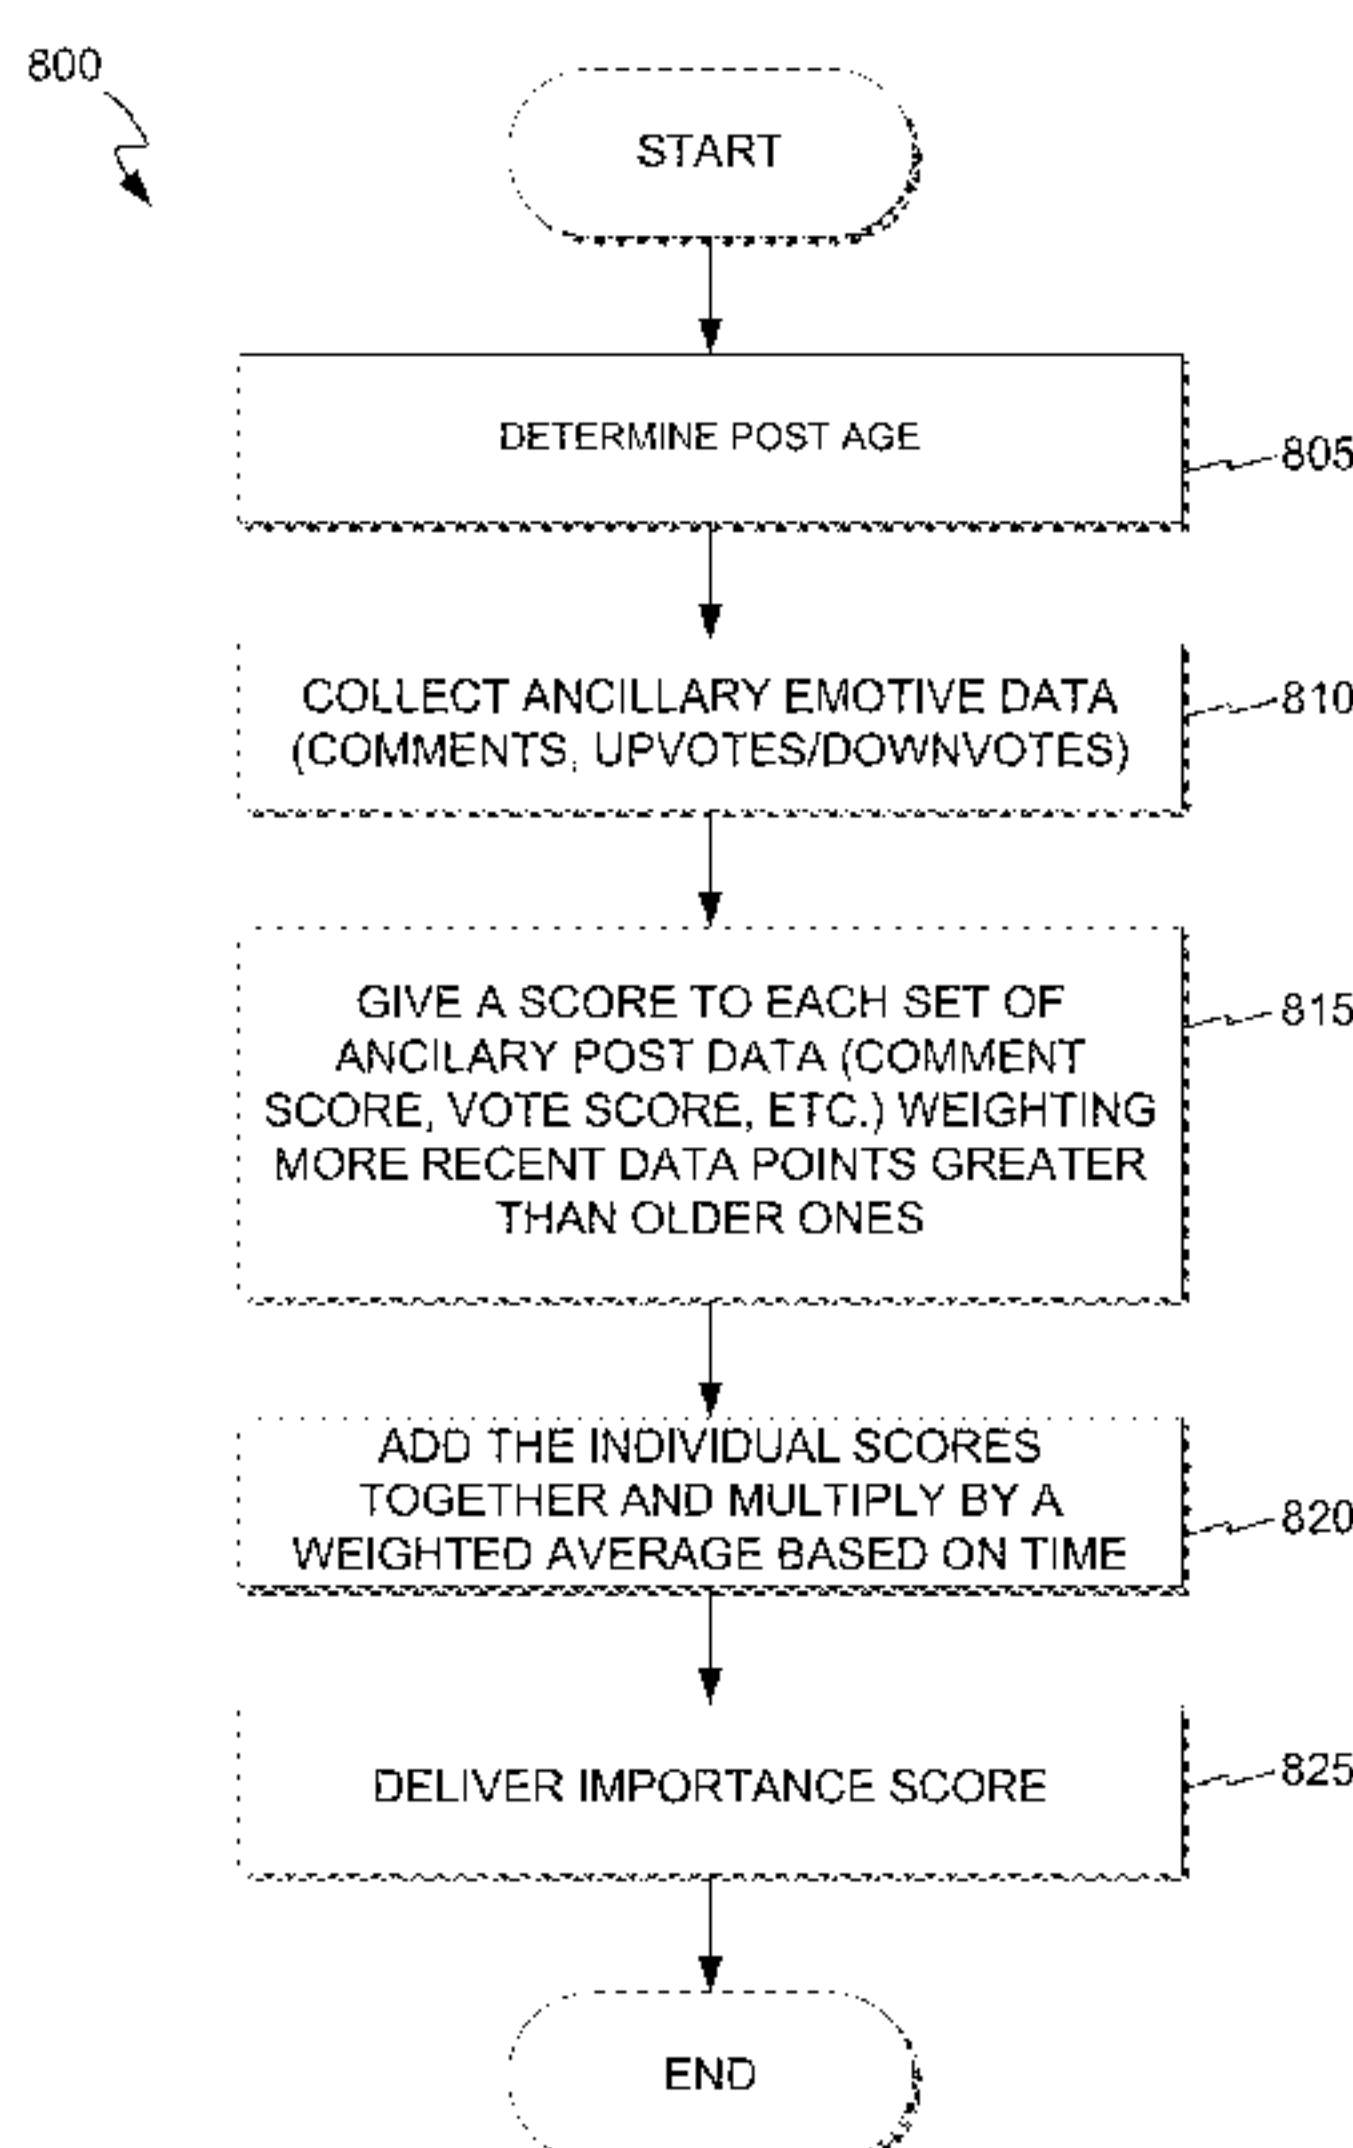 800
START
DETERMINE POST AGE
805
COLLECT ANCILLARY EMOTIVE DATA
(COMMENTS, UPVOTES/DOWNVOTES)
810
GIVE A SCORE TO EACH SET OF
ANCILARY POST DATA (COMMENT
SCORE, VOTE SCORE, ETC.) WEIGHTING
MORE RECENT DATA POINTS GREATER
THAN OLDER ONES
815
ADD THE INDIVIDUAL SCORES
TOGETHER AND MULTIPLY BY A
WEIGHTED AVERAGE BASED ON TIME
820
DELIVER IMPORTANCE SCORE
825
END